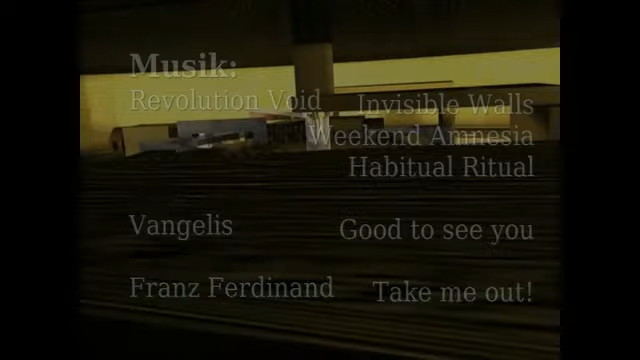 Musik:
Revolution Void Invisible Walls
Weekend Amnesia
Habitual Ritual
Vangelis Good to see you
Franz Ferdinand Take me out!